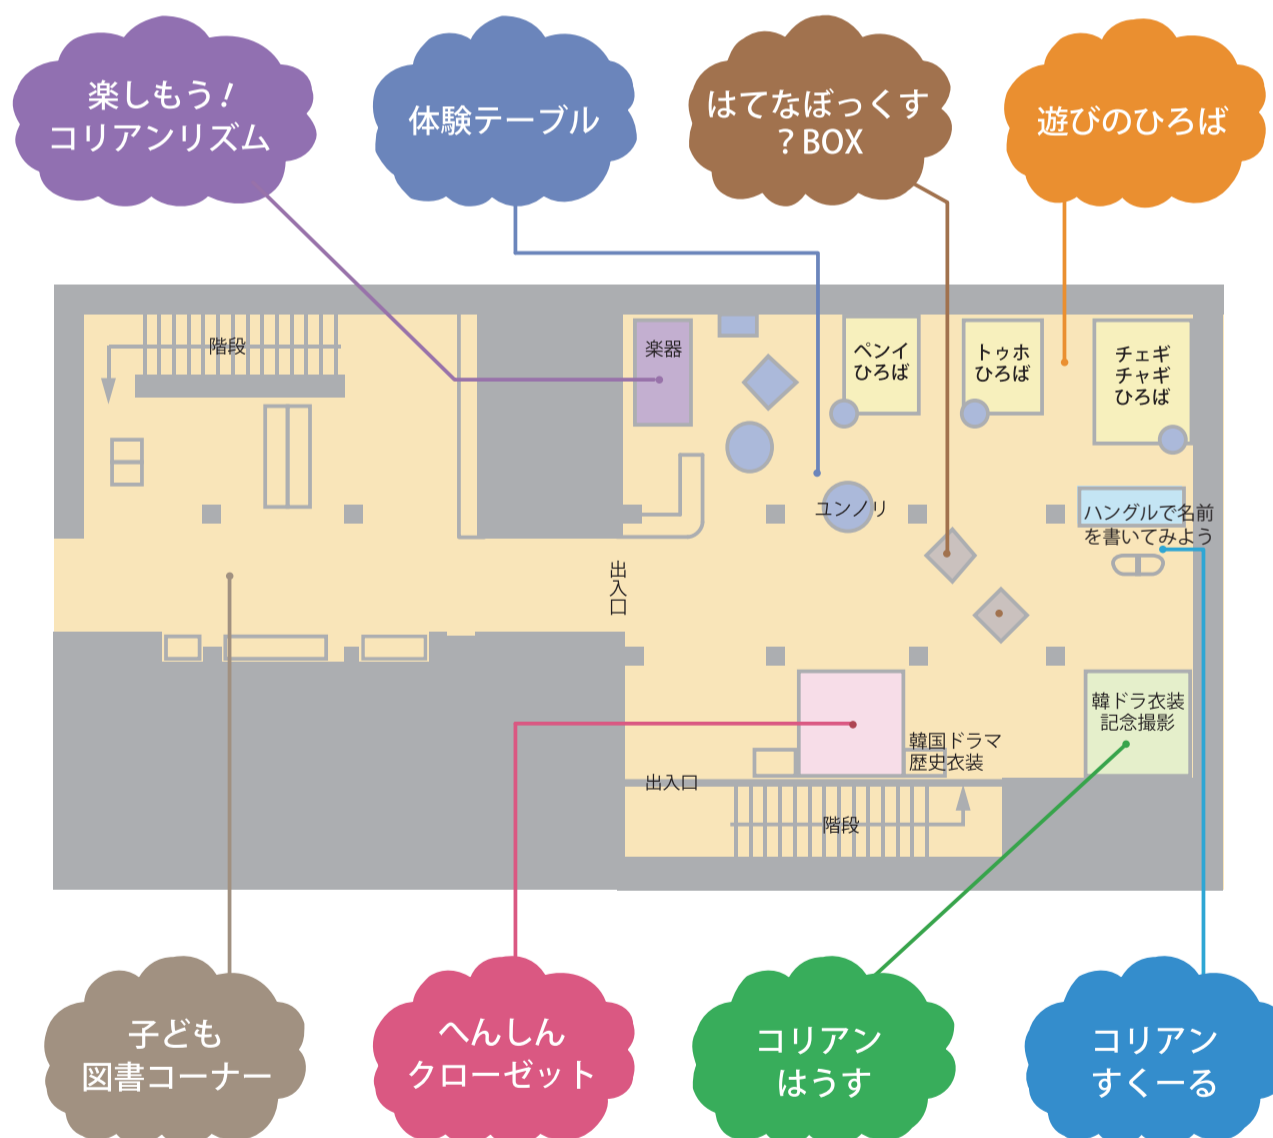 楽しもう!
コリアンリズム
体験テーブル
はてなぼっくす
?BOX
遊びのひろば
階段
楽器
ペンイ
ひろば
トゥホ
ひろば
チェギ
チャギ
ひろば
ユンノリ
ハングルで名前
を書いてみよう
出入口
韓ドラ衣装
記念撮影
韓国ドラマ
歴史衣装
出入口
階段
子ども
図書コーナー
へんしん
クローゼット
コリアン
はうす
コリアン
すくーる